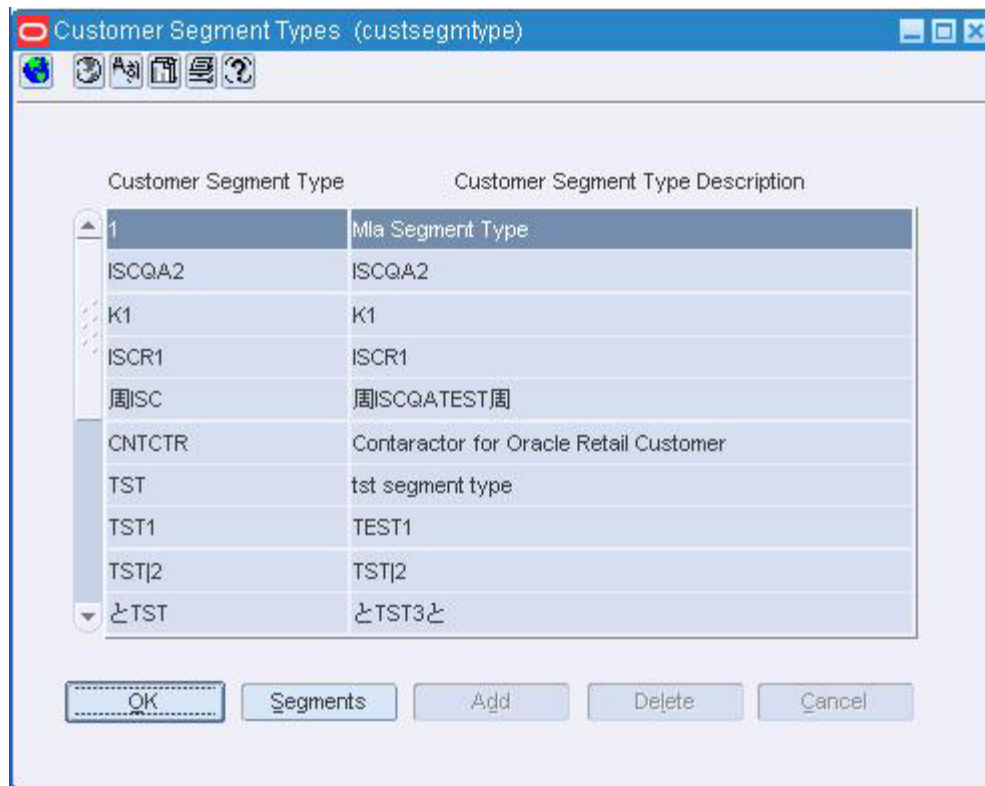 Customer Segment Types (custsegmtype)
Customer Segment Type Customer Segment Type Description
1 Mla Segment Type
ISCQA2 ISCQA2
K1 K1
ISCR1 ISCR1
周ISC 周ISCQATEST周
CNTCTR Contaractor for Oracle Retail Customer
TST tst segment type
TST1 TEST1
TST|2 TST|2
とTST とTST3と
OK Segments Add Delete Cancel